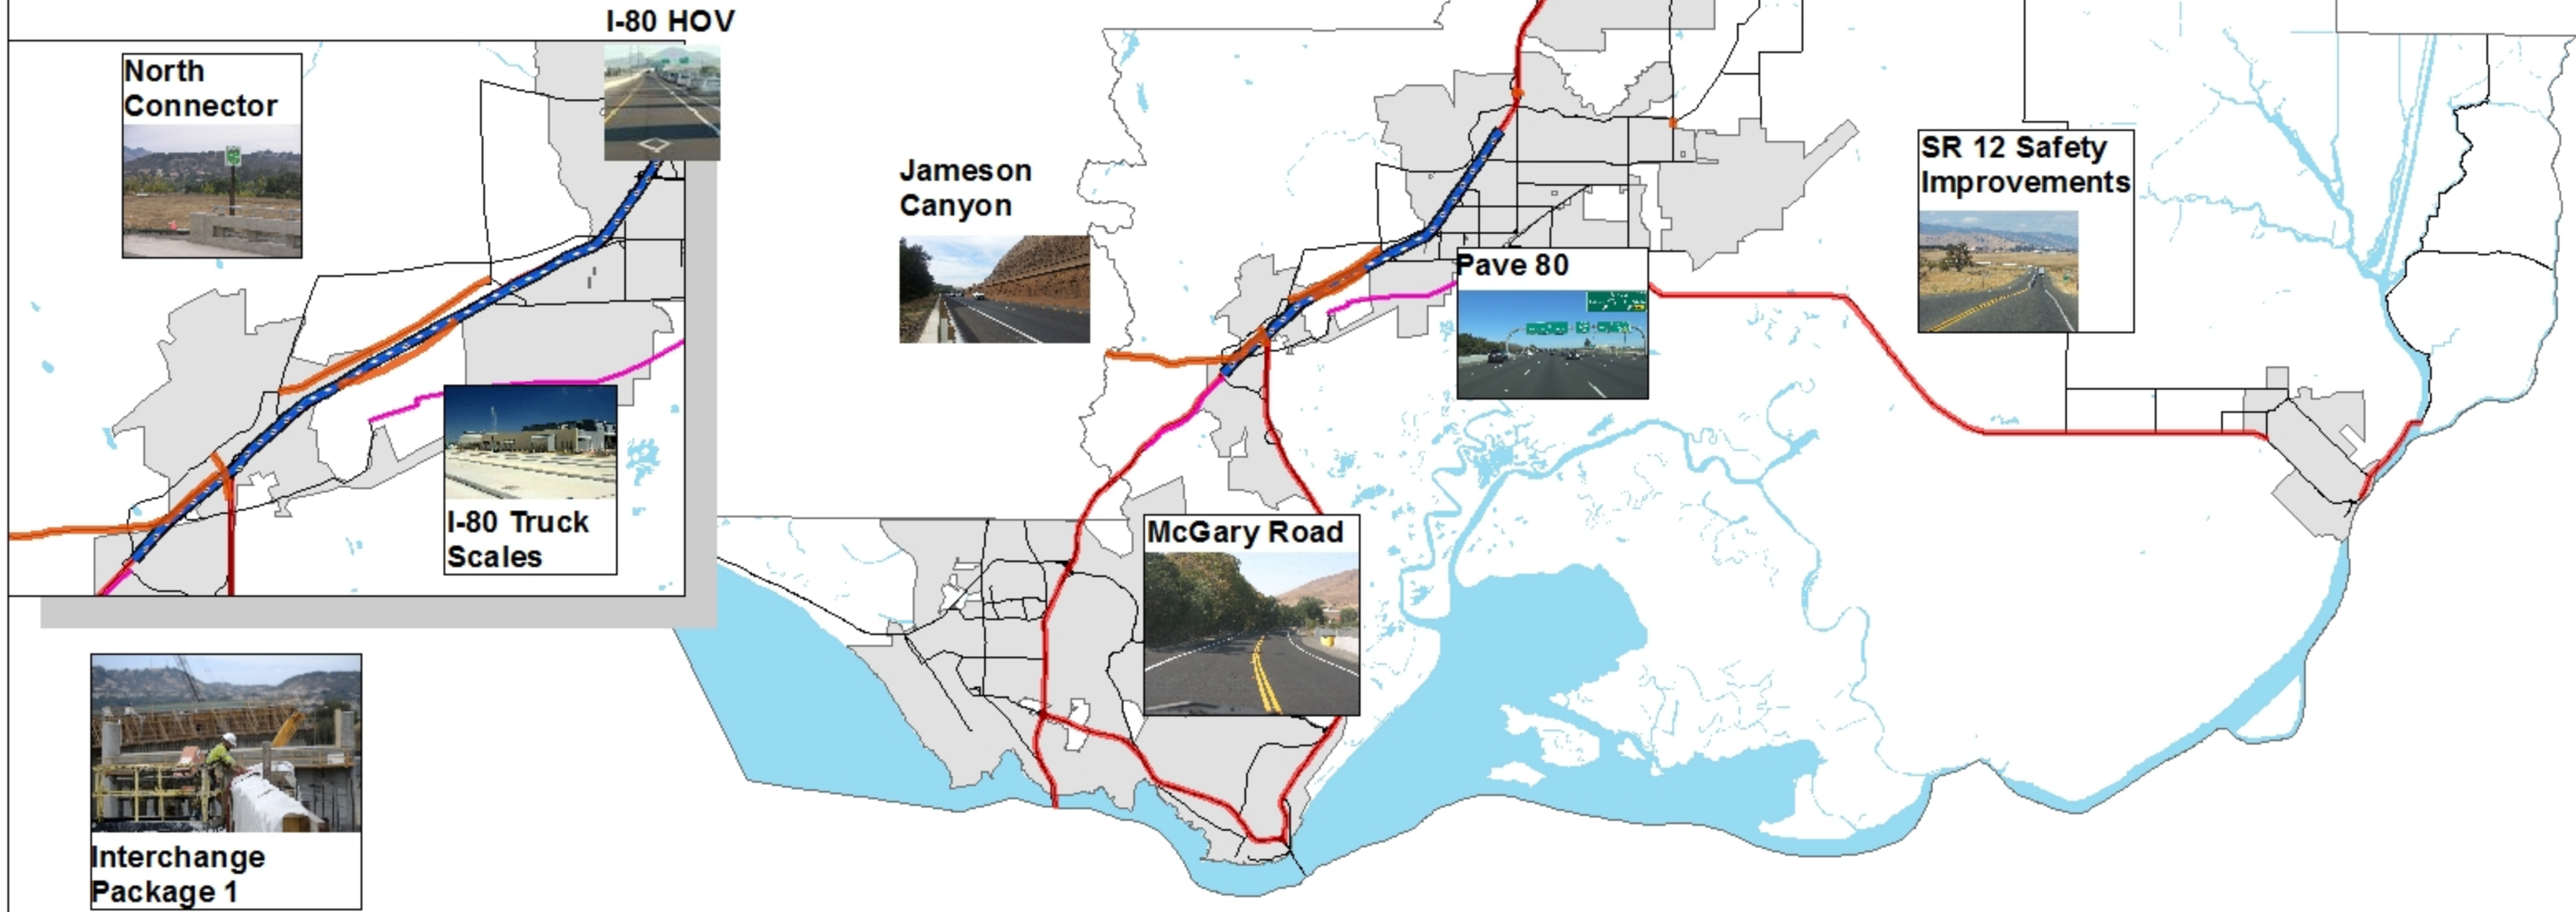 I-80 HOV
North
Connector
Jameson
Canyon
SR 12 Safety
Improvements
Pave 80
I-80 Truck
Scales
McGary Road
Interchange
Package 1